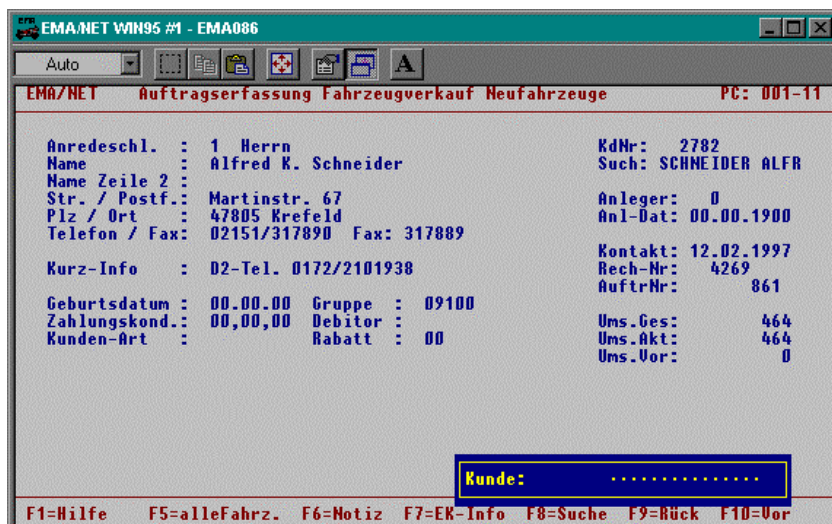 EMA/NET WIN95 #1 - EMA086
Auto
A
EMA/NET Auftragserfassung Fahrzeugverkauf Neufahrzeuge PC: 001-11
Anredeschl. : 1 Herrn KdNr: 2782
Name : Alfred K. Schneider Such: SCHNEIDER ALFR
Name Zeile 2 :
Str. / Postf.: Martinstr. 67 Anleger: 0
Plz / Ort : 47805 Krefeld Anl-Dat: 00.00.1900
Telefon / Fax: 02151/317890 Fax: 317889
Kontakt: 12.02.1997
Kurz-Info : D2-Tel. 0172/2101938 Rech-Nr: 4269
AuftrNr: 861
Geburtsdatum : 00.00.00 Gruppe : 09100
Zahlungskond.: 00,00,00 Debitor : Ums.Ges: 464
Kunden-Art : Rabatt : 00 Ums.Akt: 464
Ums.Vor: 0
Kunde: ...............
F1=Hilfe F5=alleFahrz. F6=Notiz F7=EK-Info F8=Suche F9=Rück F10=Vor